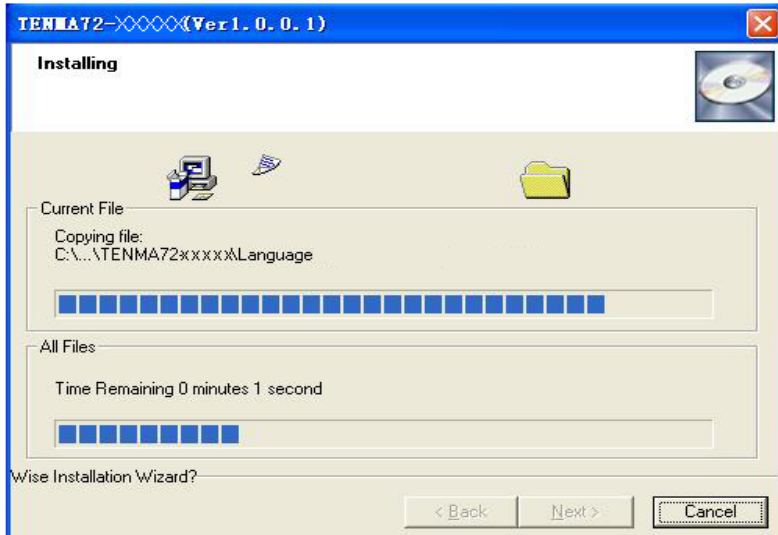 TENMA72-XXXXX(Ver1.0.0.1)
Installing
Current File
Copying file:
C:\...\TENMA72xxxxx\Language
All Files
Time Remaining 0 minutes 1 second
Wise Installation Wizard?
< Back
Next >
Cancel